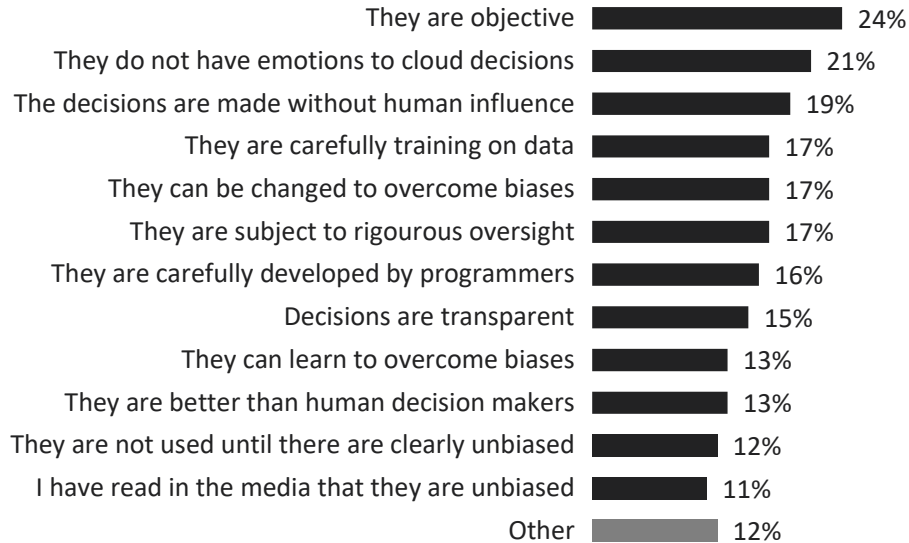 They are objective 24%
They do not have emotions to cloud decisions 21%
The decisions are made without human influence 19%
They are carefully training on data 17%
They can be changed to overcome biases 17%
They are subject to rigourous oversight 17%
They are carefully developed by programmers 16%
Decisions are transparent 15%
They can learn to overcome biases 13%
They are better than human decision makers 13%
They are not used until there are clearly unbiased 12%
I have read in the media that they are unbiased 11%
Other 12%